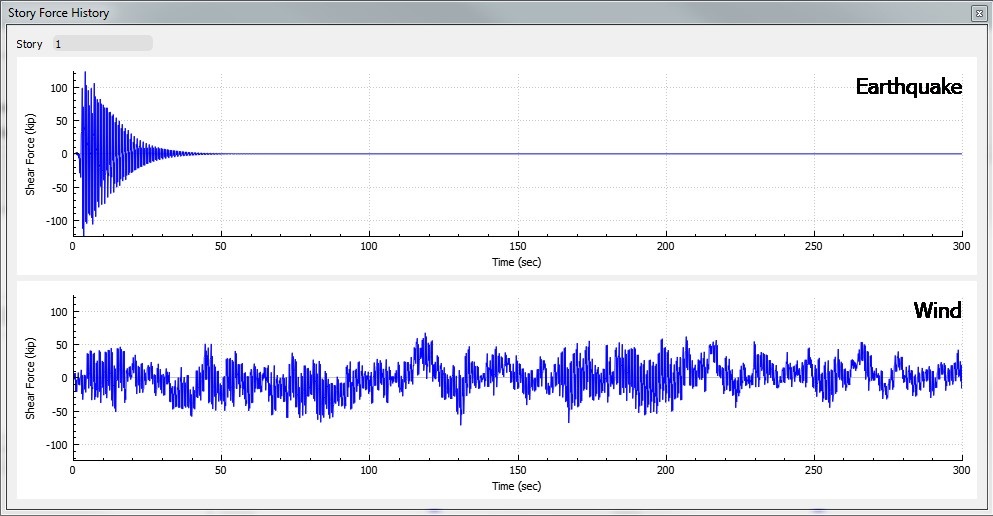 Story Force History
Story 1
Earthquake
Shear Force (kip)
100
50
0
-50
-100
0 50 100 150 200 250 300
Time (sec)
Wind
Shear Force (kip)
100
50
0
-50
-100
0 50 100 150 200 250 300
Time (sec)